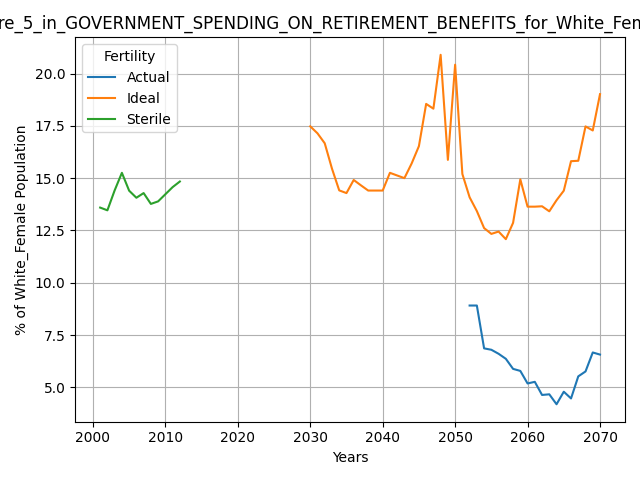 re_5_in_GOVERNMENT_SPENDING_ON_RETIREMENT_BENEFITS_for_White_Fem
Fertility
Actual
Ideal
Sterile
20.0
17.5
15.0
12.5
10.0
7.5
5.0
% of White_Female Population
2000 2010 2020 2030 2040 2050 2060 2070
Years